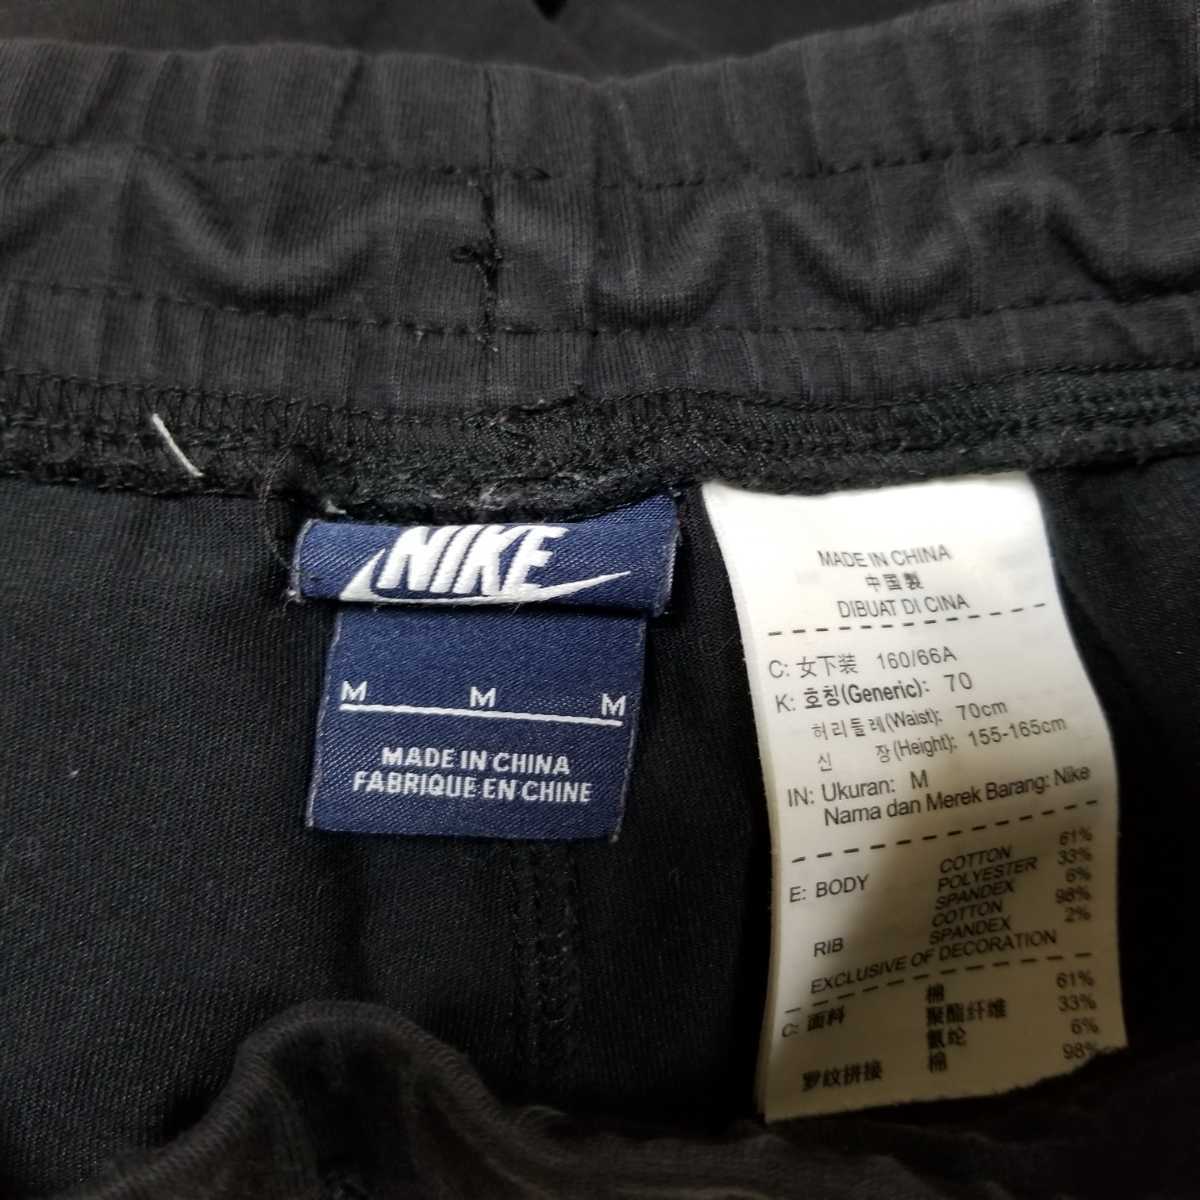 NIKE
M M M
MADE IN CHINA
FABRIQUE EN CHINE
MADE IN CHINA
中国製
DIBUAT DI CINA
C: 女下装 160/66A
K: 호칭(Generic): 70
허리둘레(Waist): 70cm
신 장(Height): 155-165cm
IN: Ukuran: M
Nama dan Merek Barang: Nike
E: BODY COTTON 61%
POLYESTER 33%
SPANDEX 6%
RIB COTTON 98%
SPANDEX 2%
EXCLUSIVE OF DECORATION
C: 面料 棉 61%
聚酯纤维 33%
氨纶 6%
罗纹拼接 棉 98%